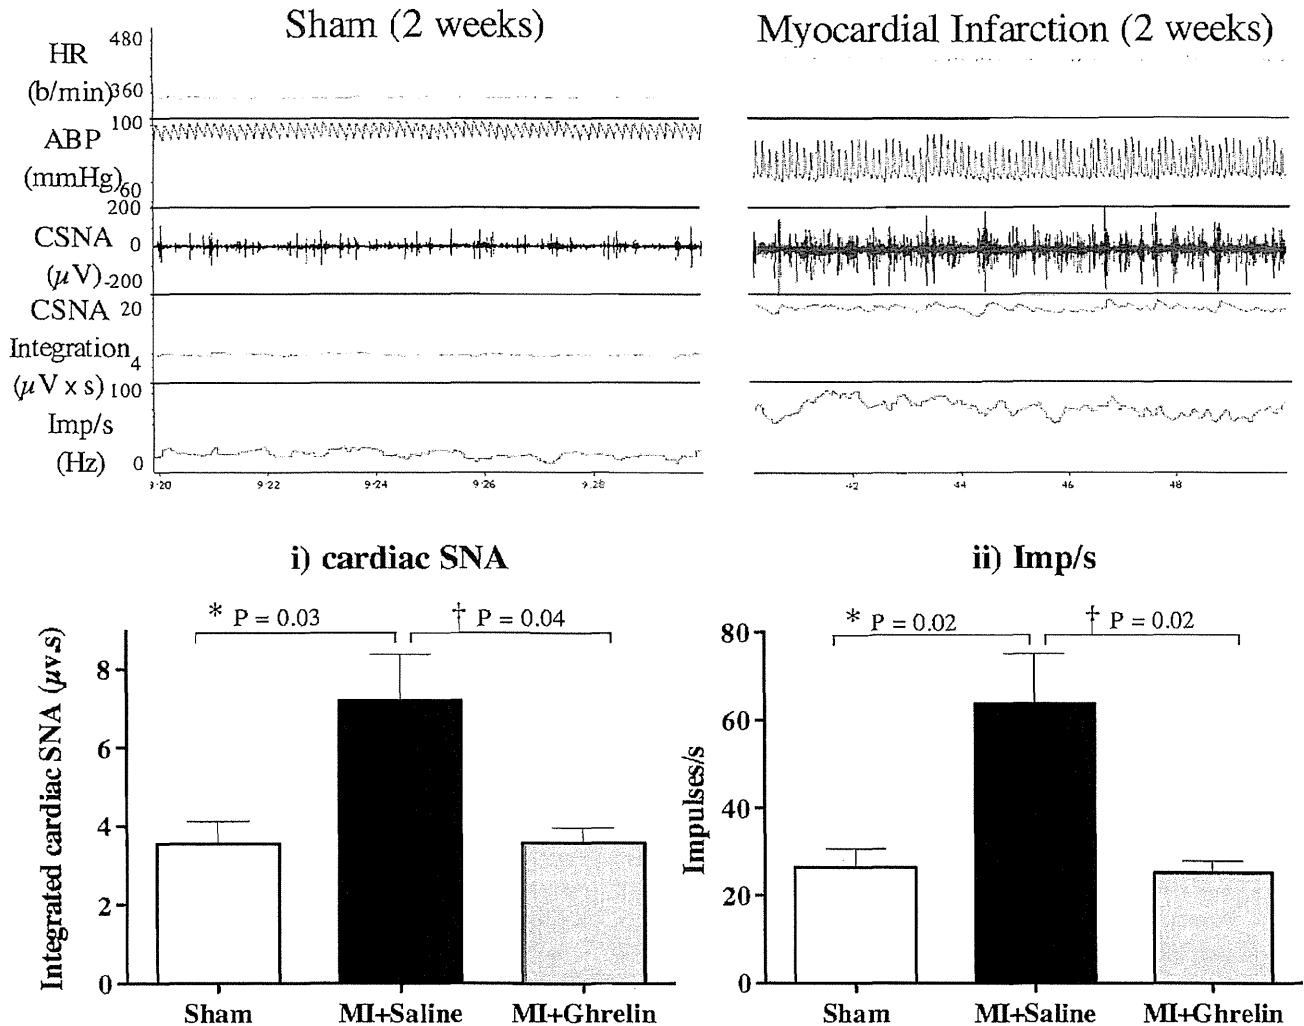 Sham (2 weeks)
Myocardial Infarction (2 weeks)
HR
(b/min)
480
360
ABP
(mmHg)
100
60
CSNA
(µV)
200
0
-200
CSNA
Integration
(µV x s)
20
4
Imp/s
(Hz)
100
0
9:20 9:22 9:24 9:26 9:28
42 44 46 48
i) cardiac SNA
* P = 0.03 † P = 0.04
Integrated cardiac SNA (µv.s)
8
6
4
2
0
Sham MI+Saline MI+Ghrelin
ii) Imp/s
* P = 0.02 † P = 0.02
Impulses/s
80
60
40
20
0
Sham MI+Saline MI+Ghrelin